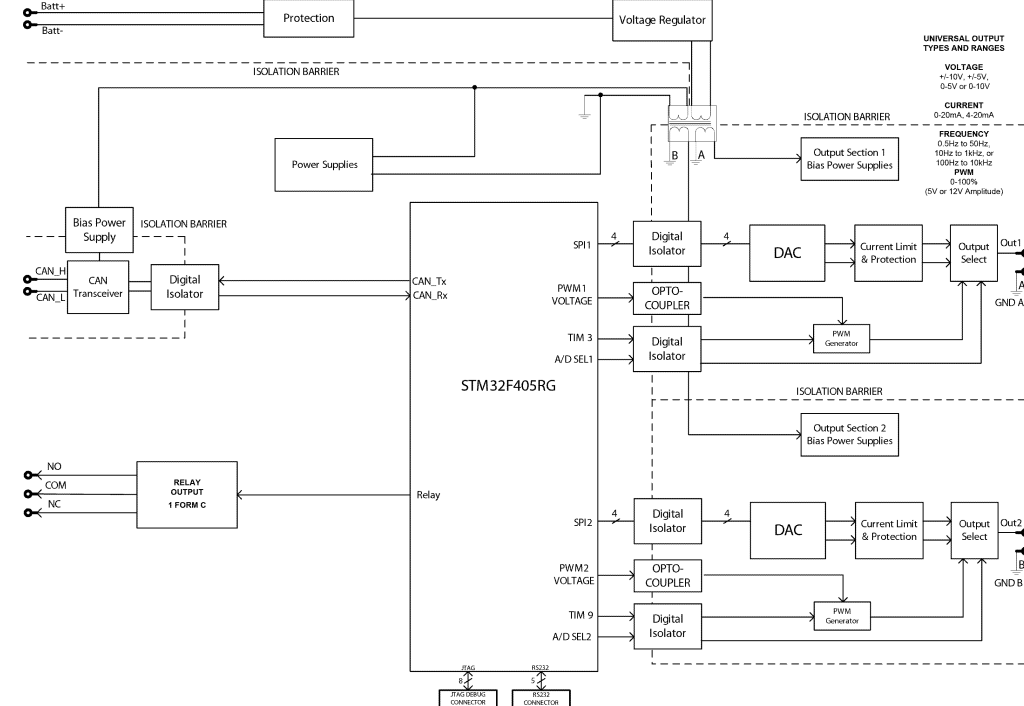 Batt+
Batt-
Protection
Voltage Regulator
UNIVERSAL OUTPUT
TYPES AND RANGES
VOLTAGE
+/-10V, +/-5V,
0-5V or 0-10V
CURRENT
0-20mA, 4-20mA
FREQUENCY
0.5Hz to 50Hz,
10Hz to 1kHz, or
100Hz to 10kHz
PWM
0-100%
(5V or 12V Amplitude)
ISOLATION BARRIER
ISOLATION BARRIER
B
A
Power Supplies
Output Section 1
Bias Power Supplies
Bias Power
Supply
ISOLATION BARRIER
CAN_H
CAN_L
CAN
Transceiver
Digital
Isolator
CAN_Tx
CAN_Rx
SPI1
4
Digital
Isolator
4
DAC
Current Limit
& Protection
Output
Select
Out1
A
GND A
PWM1
VOLTAGE
OPTO-
COUPLER
PWM
Generator
TIM 3
A/D SEL1
Digital
Isolator
STM32F405RG
ISOLATION BARRIER
Output Section 2
Bias Power Supplies
NO
COM
NC
RELAY
OUTPUT
1 FORM C
Relay
SPI2
4
Digital
Isolator
4
DAC
Current Limit
& Protection
Output
Select
Out2
B
GND B
PWM2
VOLTAGE
OPTO-
COUPLER
PWM
Generator
TIM 9
A/D SEL2
Digital
Isolator
JTAG
RS232
8
5
JTAG DEBUG
CONNECTOR
RS232
CONNECTOR